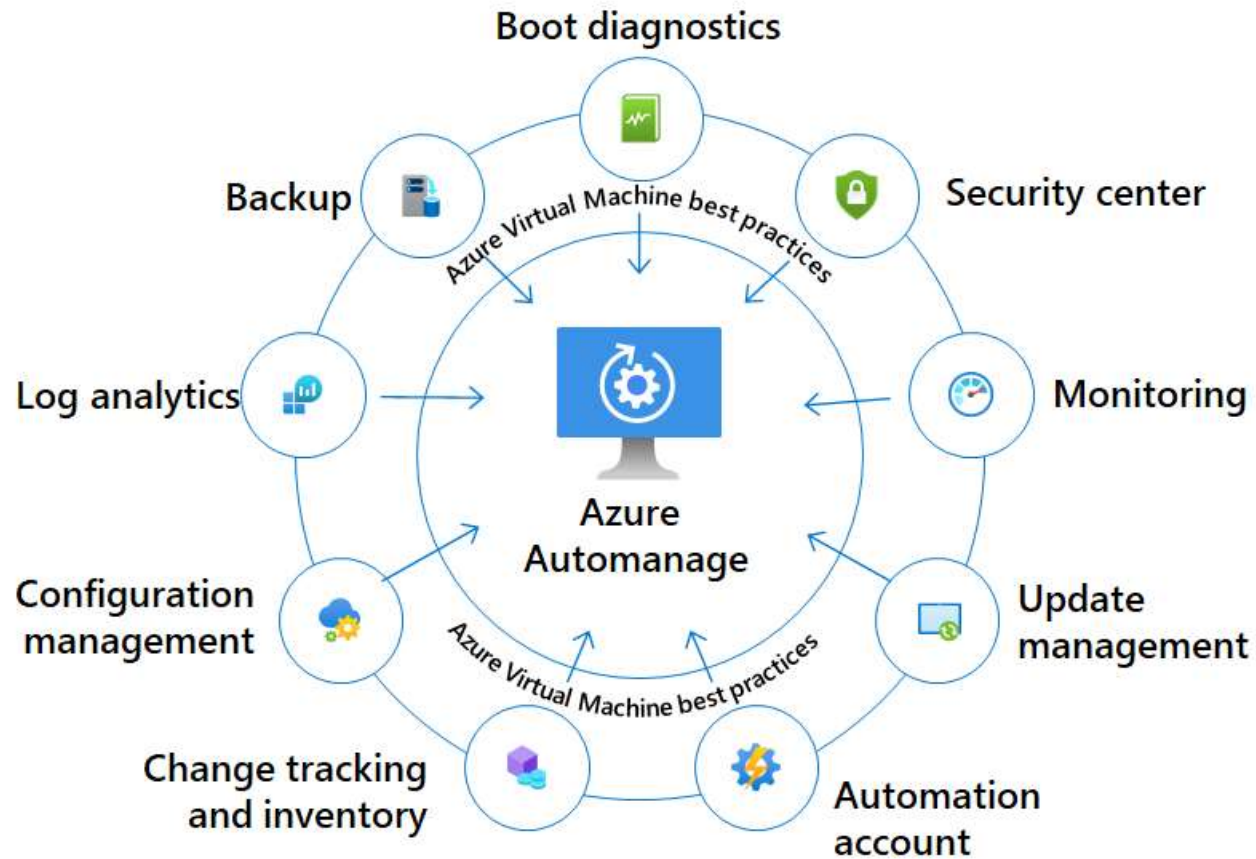 Boot diagnostics
Backup
Security center
Azure Virtual Machine best practices
Log analytics
Monitoring
Azure
Automanage
Configuration
management
Update
management
Azure Virtual Machine best practices
Change tracking
and inventory
Automation
account